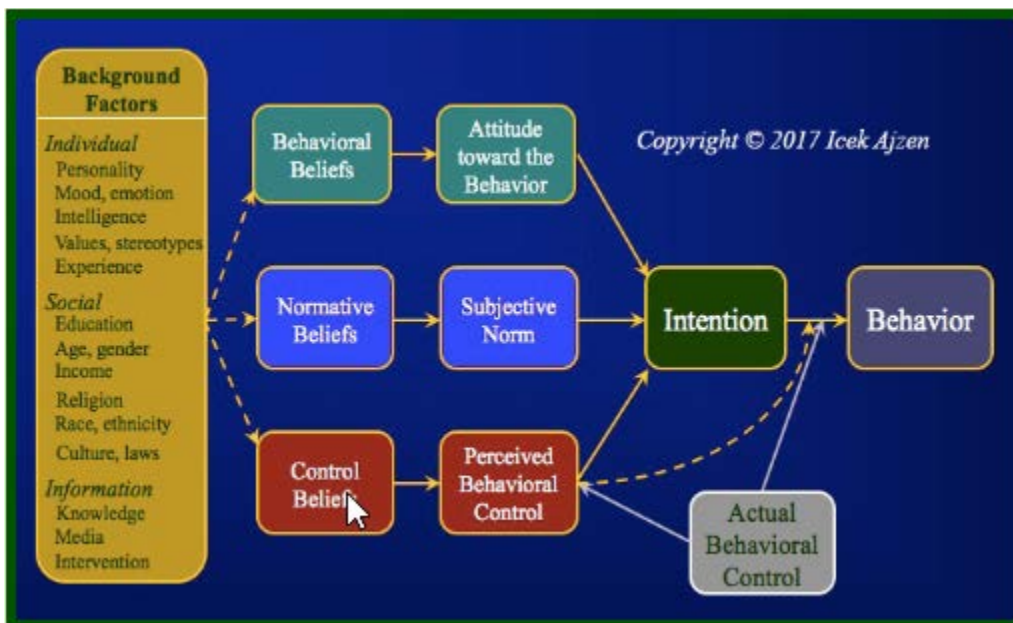 Background
Factors
Individual
Personality
Mood, emotion
Intelligence
Values, stereotypes
Experience
Social
Education
Age, gender
Income
Religion
Race, ethnicity
Culture, laws
Information
Knowledge
Media
Intervention
Behavioral
Beliefs
Attitude
toward the
Behavior
Copyright © 2017 Icek Ajzen
Normative
Beliefs
Subjective
Norm
Intention
Behavior
Control
Beliefs
Perceived
Behavioral
Control
Actual
Behavioral
Control